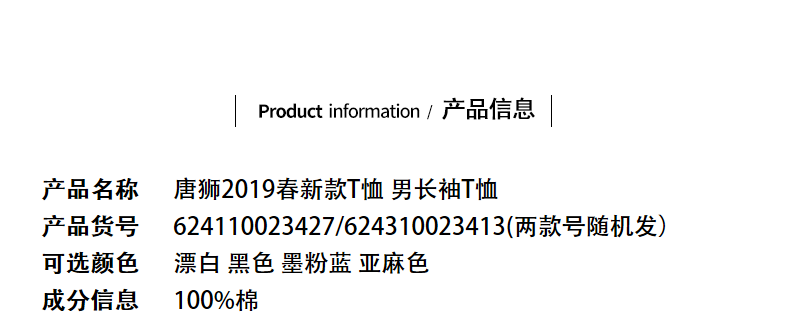 Product information / 产品信息
产品名称 唐狮2019春新款T恤 男长袖T恤
产品货号 624110023427/624310023413(两款号随机发）
可选颜色 漂白 黑色 墨粉蓝 亚麻色
成分信息 100%棉